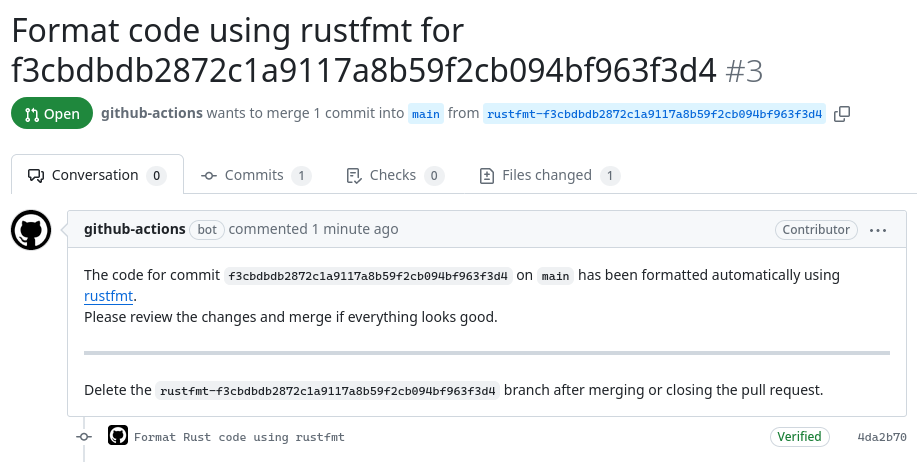 Format code using rustfmt for
f3cbdbdb2872c1a9117a8b59f2cb094bf963f3d4 #3
Open github-actions wants to merge 1 commit into main from rustfmt-f3cbdbdb2872c1a9117a8b59f2cb094bf963f3d4
Conversation 0 Commits 1 Checks 0 Files changed 1
github-actions bot commented 1 minute ago Contributor ...
The code for commit f3cbdbdb2872c1a9117a8b59f2cb094bf963f3d4 on main has been formatted automatically using
rustfmt.
Please review the changes and merge if everything looks good.
Delete the rustfmt-f3cbdbdb2872c1a9117a8b59f2cb094bf963f3d4 branch after merging or closing the pull request.
Format Rust code using rustfmt Verified 4da2b70